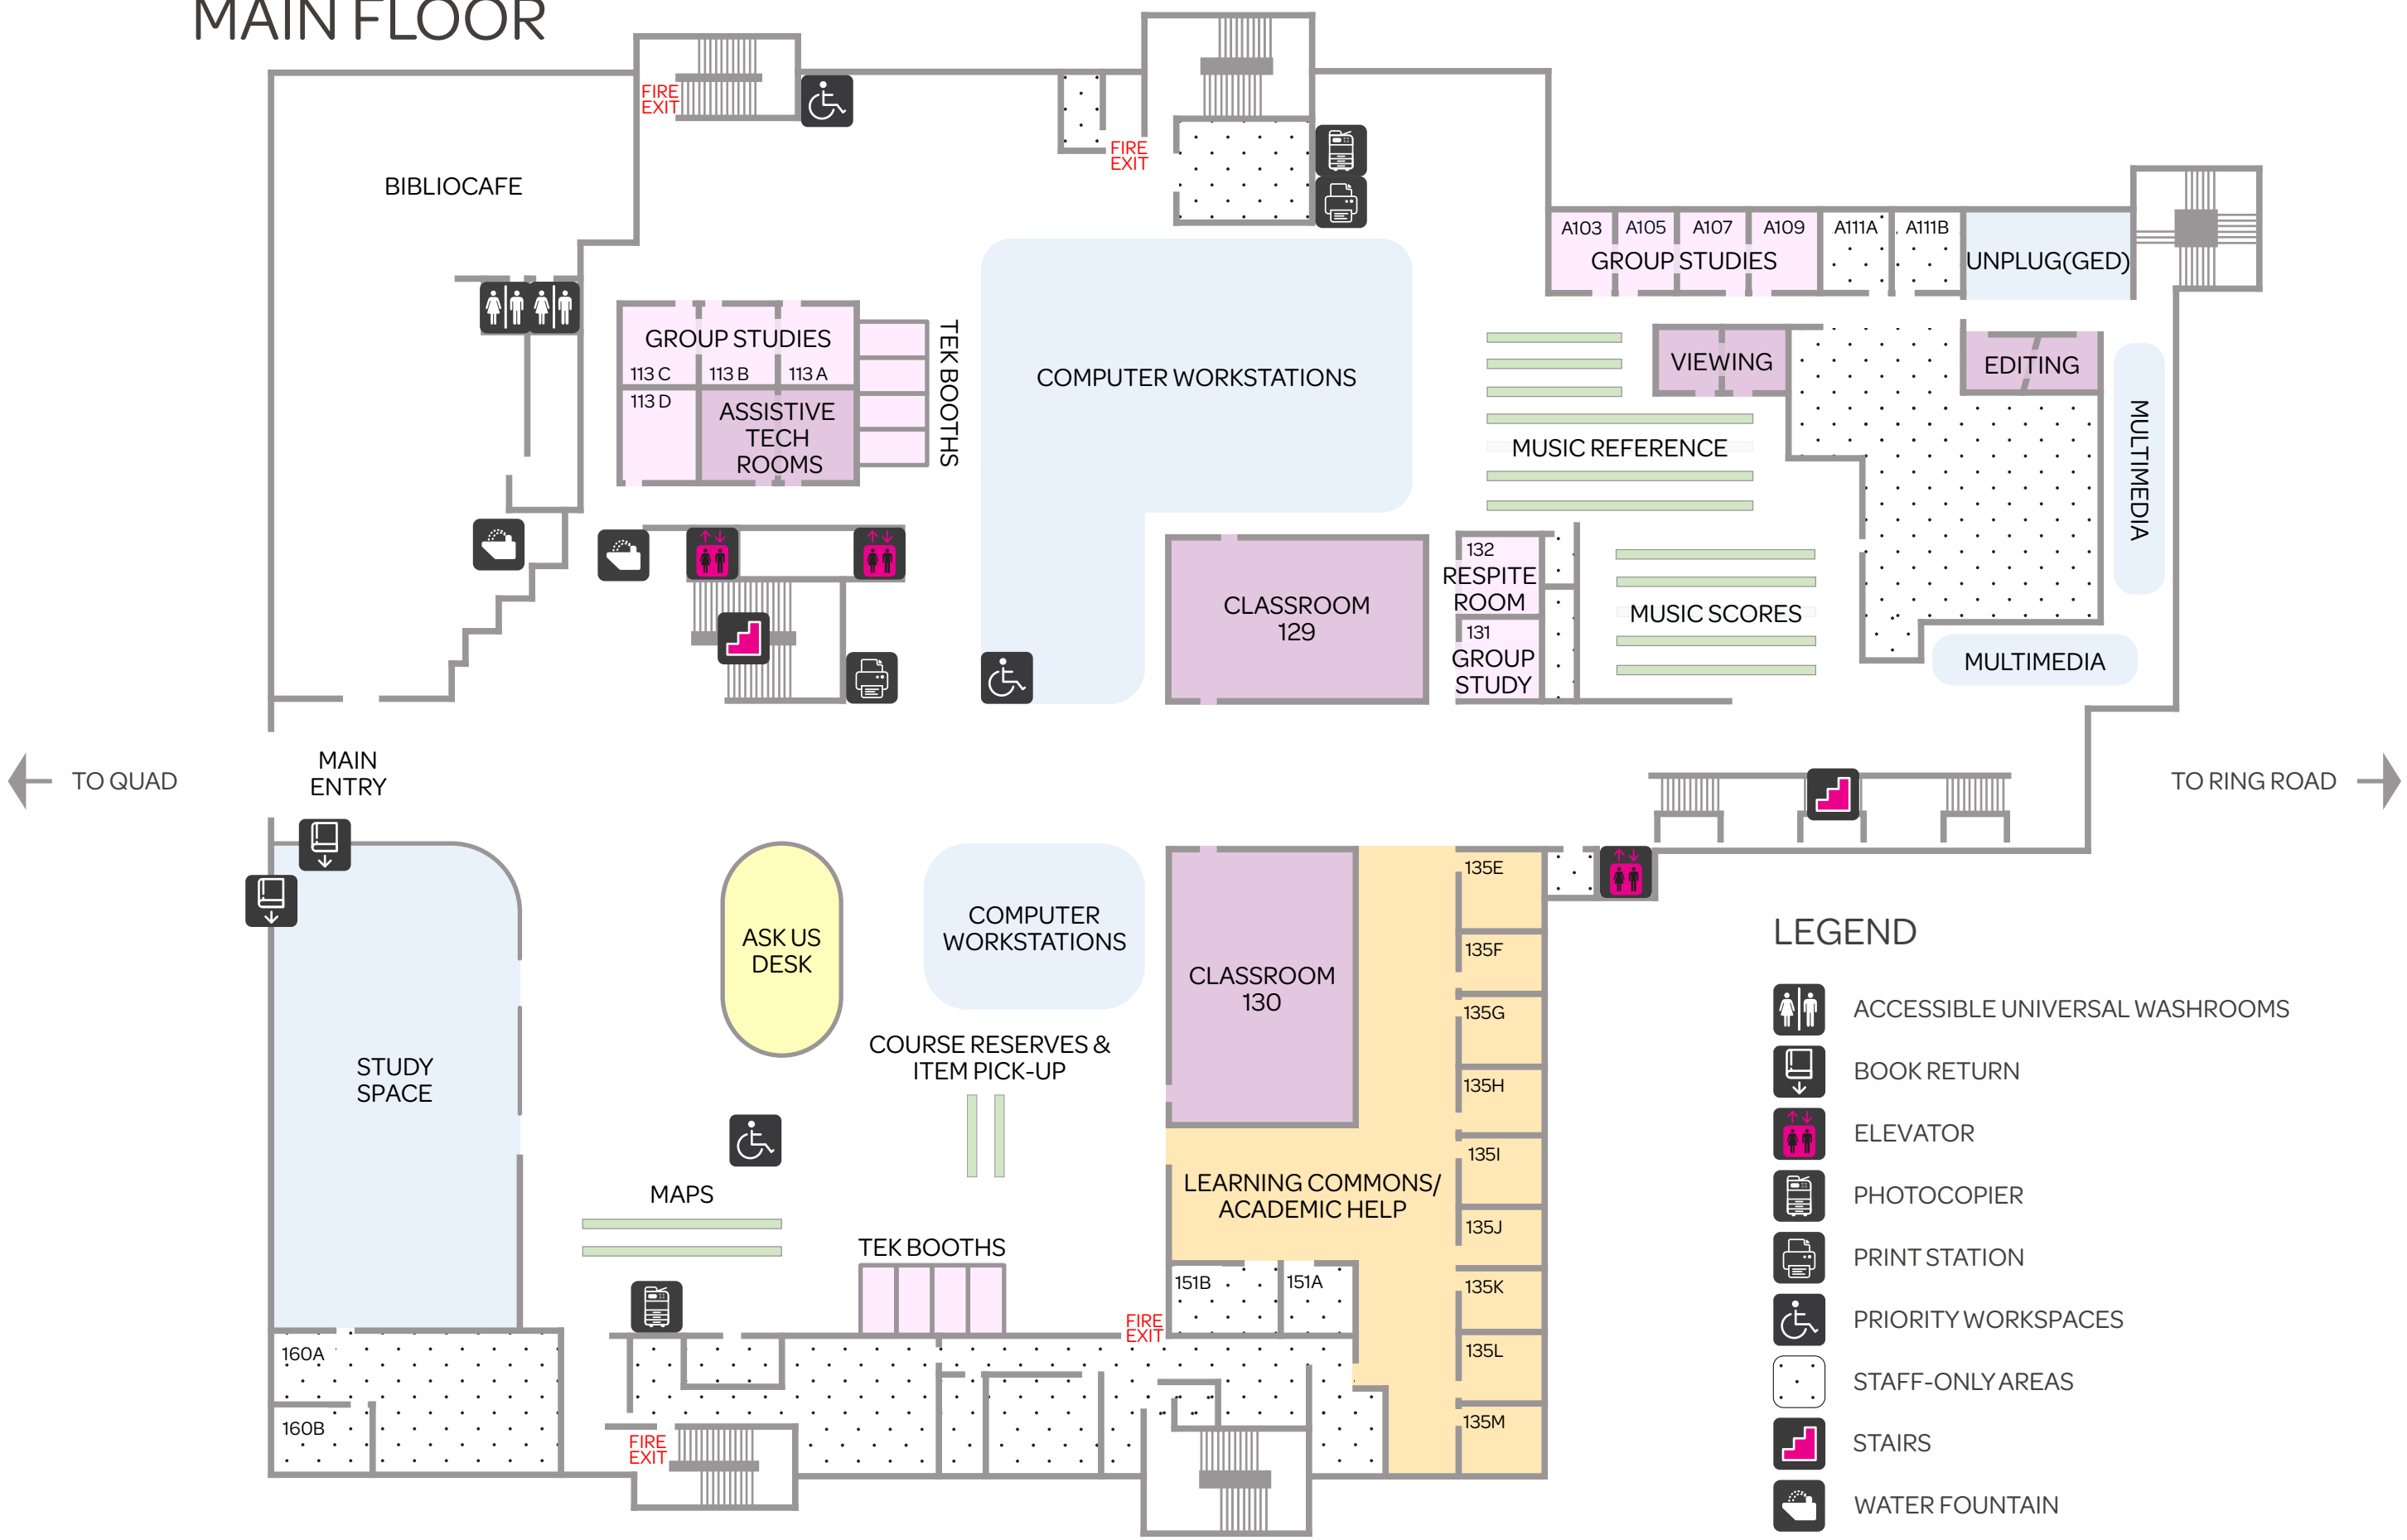 MAIN FLOOR
FIRE
EXIT
FIRE
EXIT
BIBLIOCAFE
A103
A105
A107
A109
A111A
A111B
GROUP STUDIES
UNPLUG(GED)
GROUP STUDIES
113 C
113 B
113 A
113 D
ASSISTIVE
TECH
ROOMS
TEK BOOTHS
COMPUTER WORKSTATIONS
VIEWING
EDITING
MULTIMEDIA
MUSIC REFERENCE
CLASSROOM
129
132
RESPITE
ROOM
131
GROUP
STUDY
MUSIC SCORES
MULTIMEDIA
MAIN
ENTRY
TO QUAD
TO RING ROAD
ASK US
DESK
COMPUTER
WORKSTATIONS
CLASSROOM
130
135E
135F
135G
135H
135I
135J
135K
135L
135M
STUDY
SPACE
COURSE RESERVES &
ITEM PICK-UP
MAPS
LEARNING COMMONS/
ACADEMIC HELP
TEK BOOTHS
151B
151A
FIRE
EXIT
160A
160B
FIRE
EXIT
LEGEND
ACCESSIBLE UNIVERSAL WASHROOMS
BOOK RETURN
ELEVATOR
PHOTOCOPIER
PRINT STATION
PRIORITY WORKSPACES
STAFF-ONLY AREAS
STAIRS
WATER FOUNTAIN